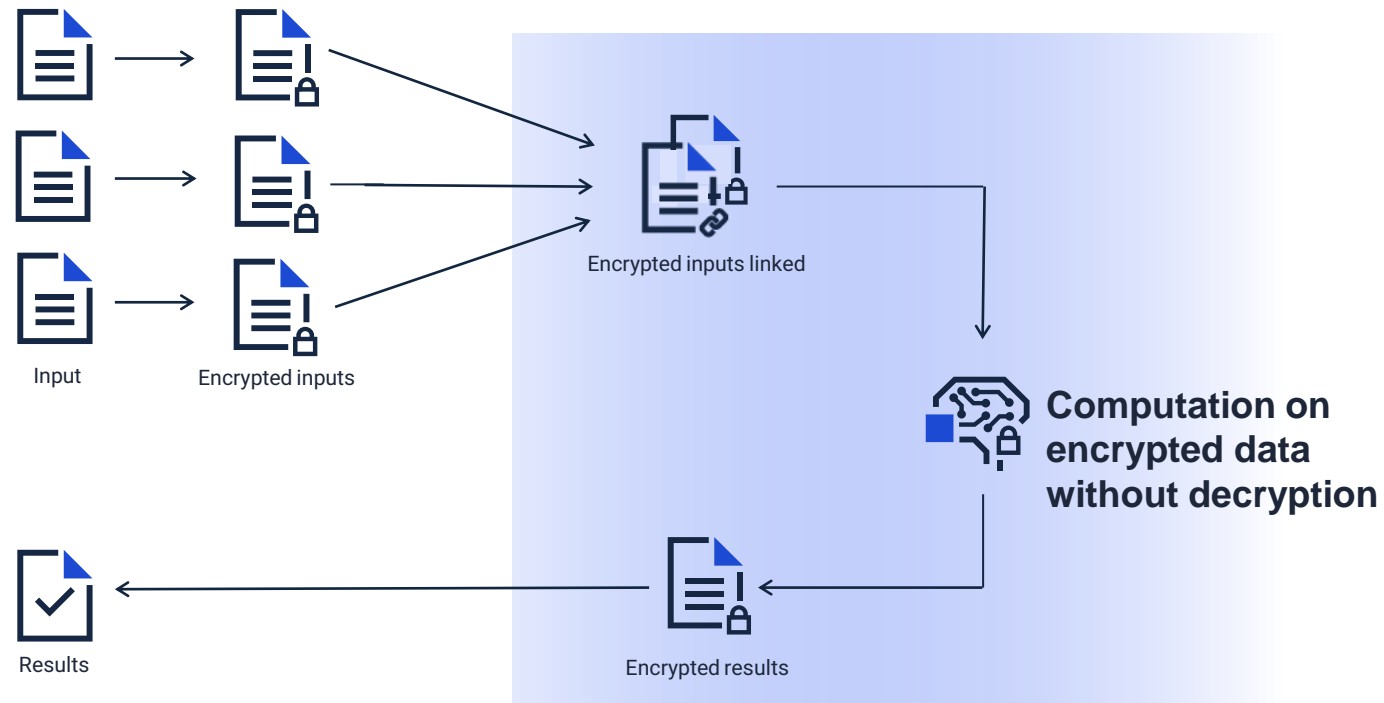 Encrypted inputs linked
Input
Encrypted inputs
Computation on
encrypted data
without decryption
Results
Encrypted results